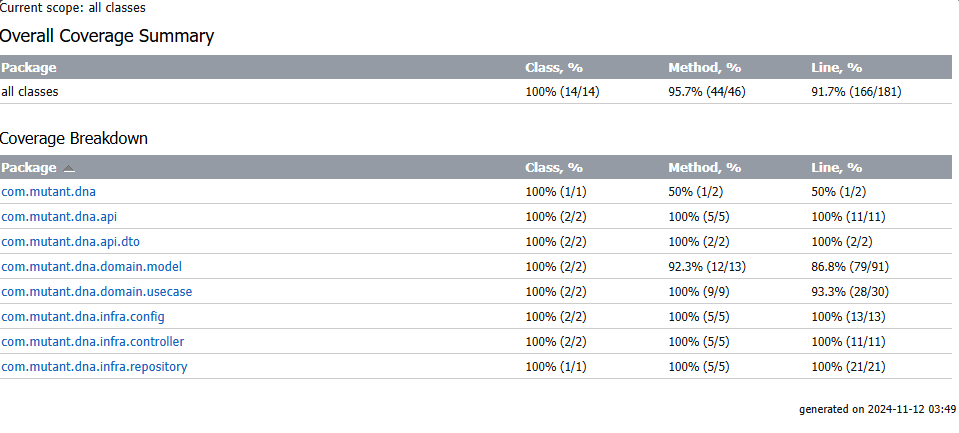 Current scope: all classes
Overall Coverage Summary
Package Class, % Method, % Line, %
all classes 100% (14/14) 95.7% (44/46) 91.7% (166/181)
Coverage Breakdown
Package Class, % Method, % Line, %
com.mutant.dna 100% (1/1) 50% (1/2) 50% (1/2)
com.mutant.dna.api 100% (2/2) 100% (5/5) 100% (11/11)
com.mutant.dna.api.dto 100% (2/2) 100% (2/2) 100% (2/2)
com.mutant.dna.domain.model 100% (2/2) 92.3% (12/13) 86.8% (79/91)
com.mutant.dna.domain.usecase 100% (2/2) 100% (9/9) 93.3% (28/30)
com.mutant.dna.infra.config 100% (2/2) 100% (5/5) 100% (13/13)
com.mutant.dna.infra.controller 100% (2/2) 100% (5/5) 100% (11/11)
com.mutant.dna.infra.repository 100% (1/1) 100% (5/5) 100% (21/21)
generated on 2024-11-12 03:49